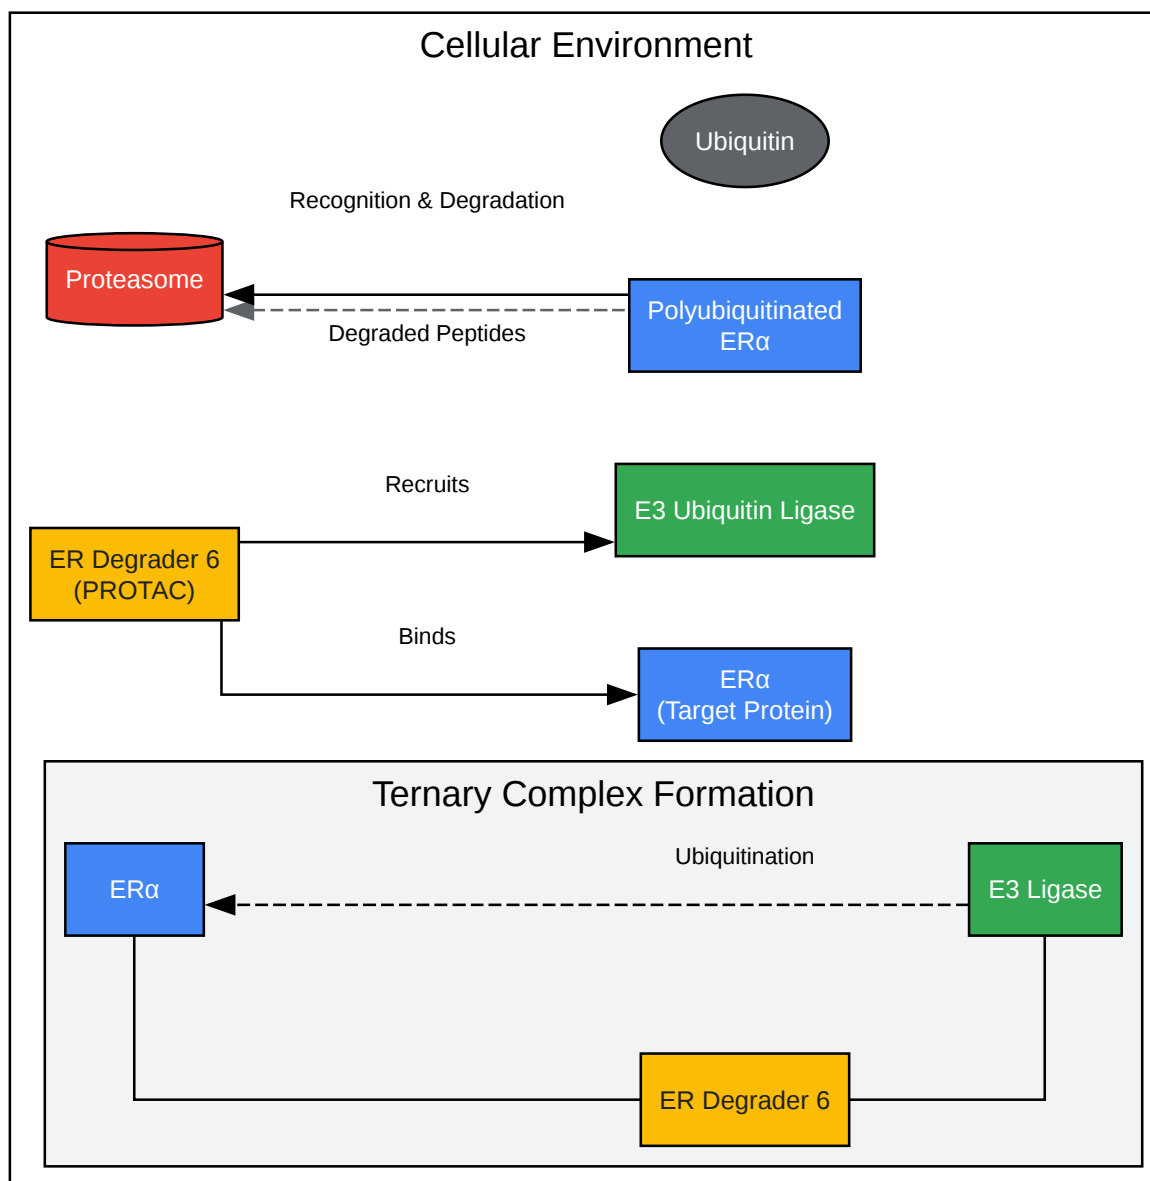 Cellular Environment
Ubiquitin
Recognition & Degradation
Proteasome
Polyubiquitinated
ERα
Degraded Peptides
Recruits
E3 Ubiquitin Ligase
ER Degrader 6
(PROTAC)
Binds
ERα
(Target Protein)
Ternary Complex Formation
Ubiquitination
ERα
E3 Ligase
ER Degrader 6